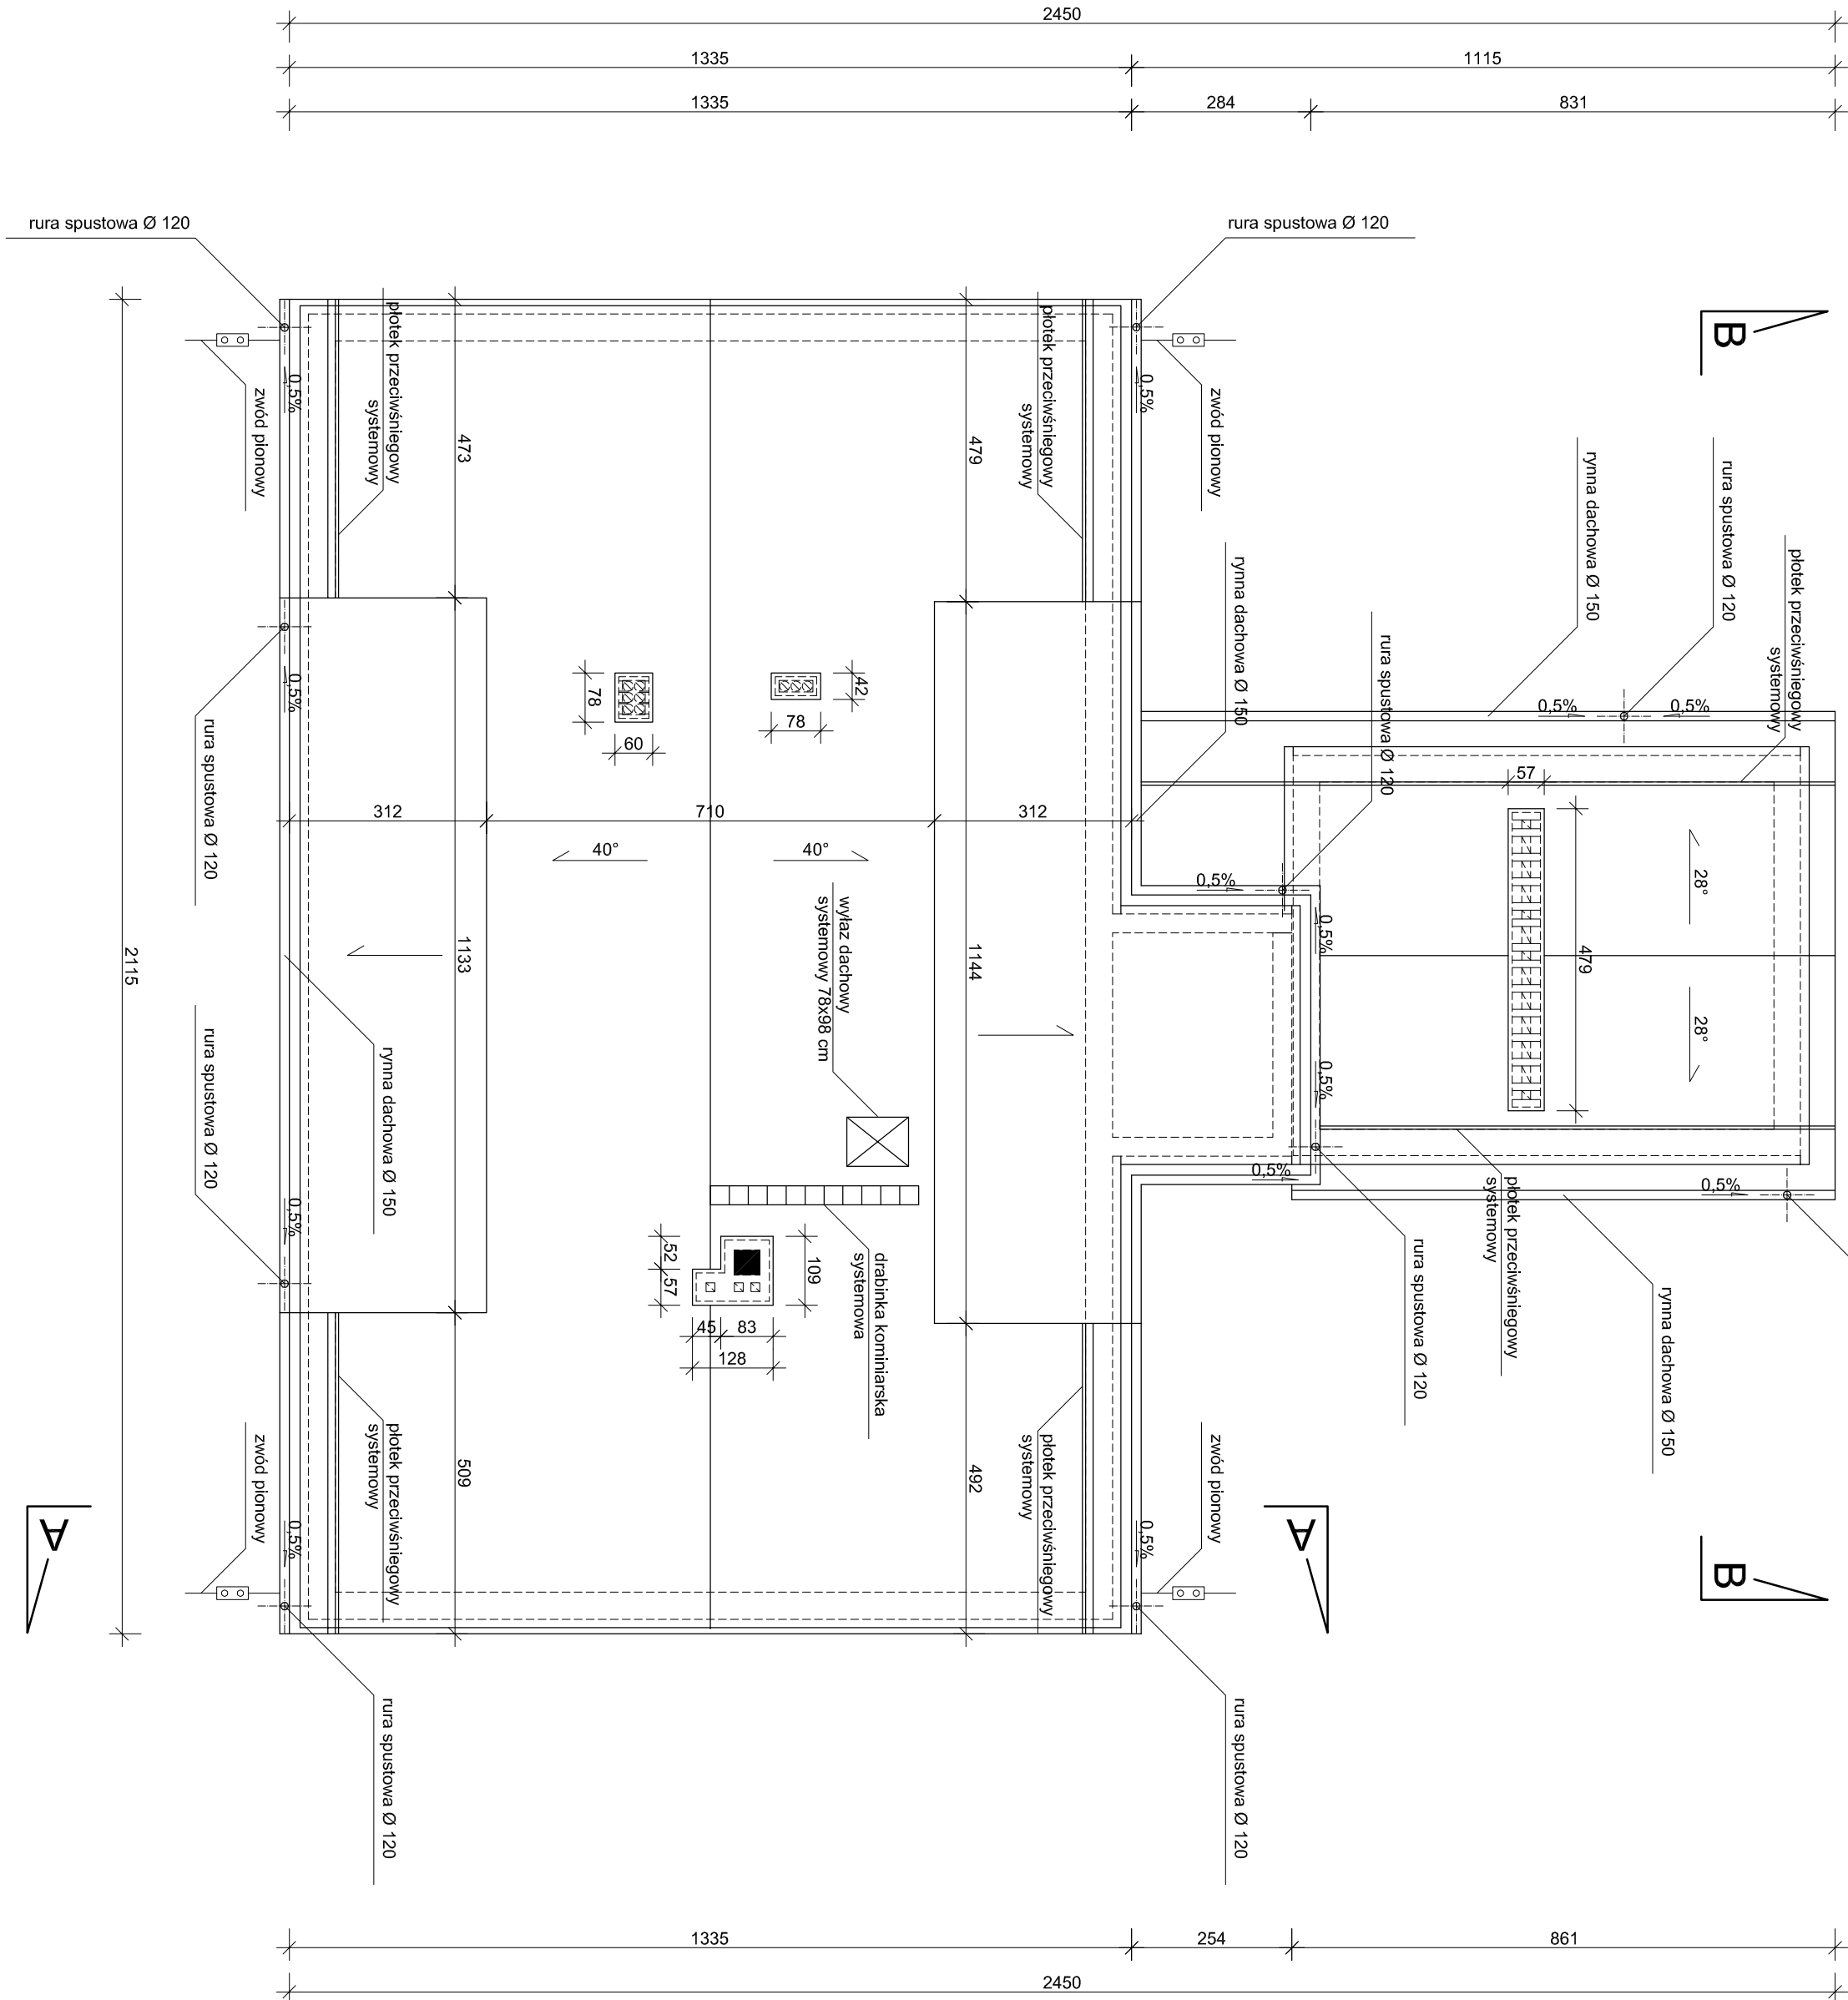 2450
1335
1115
1335
284
831
rura spustowa Ø 120
rura spustowa Ø 120
B
płotek przeciwśniegowy
systemowy
płotek przeciwśniegowy
systemowy
0,5%
0,5%
zwód pionowy
zwód pionowy
473
479
rynna dachowa Ø 150
rura spustowa Ø 120
płotek przeciwśniegowy
systemowy
rynna dachowa Ø 150
rura spustowa Ø 120
0,5%
78
60
42
78
0,5%
0,5%
57
rura spustowa Ø 120
312
710
312
40°
40°
0,5%
28°
0,5%
wyłaz dachowy
systemowy 78x98 cm
2115
1133
1144
479
28°
rura spustowa Ø 120
rynna dachowa Ø 150
0,5%
0,5%
0,5%
płotek przeciwśniegowy
systemowy
0,5%
52
57
109
drabinka kominiarska
systemowa
45
83
128
rura spustowa Ø 120
rynna dachowa Ø 150
509
492
płotek przeciwśniegowy
systemowy
płotek przeciwśniegowy
systemowy
zwód pionowy
zwód pionowy
A
0,5%
0,5%
A
B
rura spustowa Ø 120
rura spustowa Ø 120
1335
254
861
2450